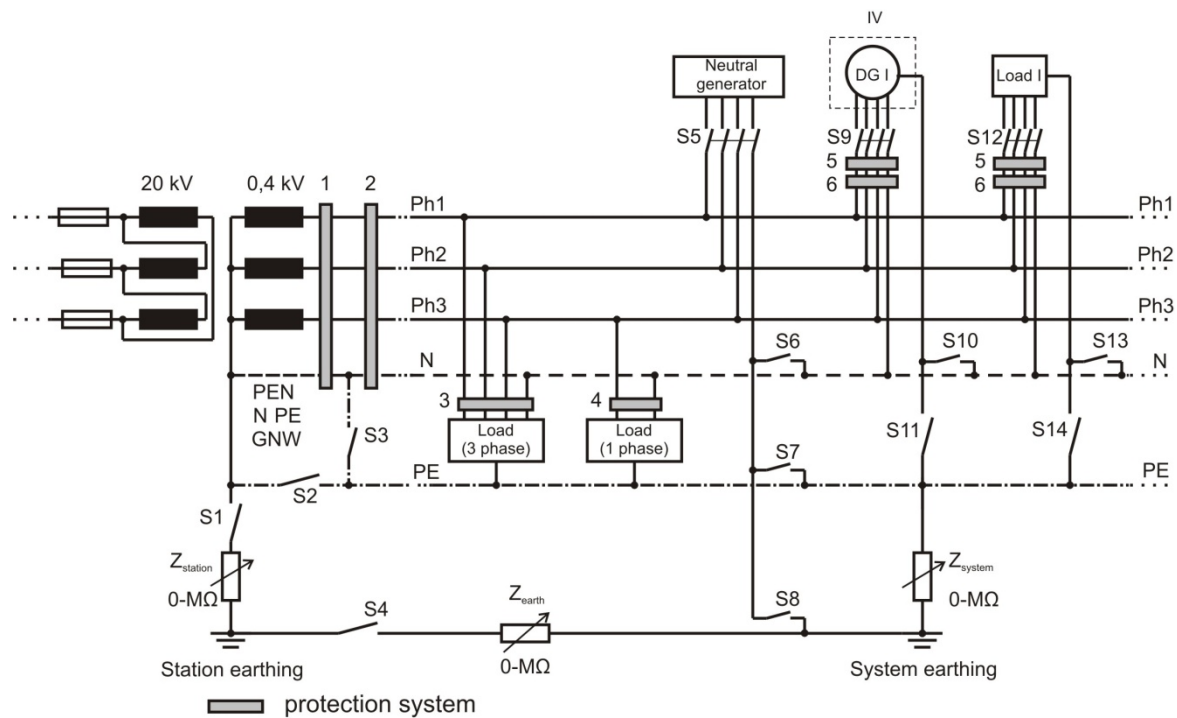 IV
Neutral
generator
DG I
Load I
S5
S9
S12
5
5
6
6
20 kV
0,4 kV
1
2
. . .
Ph1
Ph1
. . .
. . .
Ph2
Ph2
. . .
. . .
Ph3
Ph3
. . .
S6
S10
S13
N
N
PEN
N PE
GNW
3
4
S3
Load
(3 phase)
Load
(1 phase)
S11
S14
S7
PE
PE
S2
S1
Zstation
0-MΩ
S4
Zearth
0-MΩ
S8
Zsystem
0-MΩ
Station earthing
System earthing
protection system